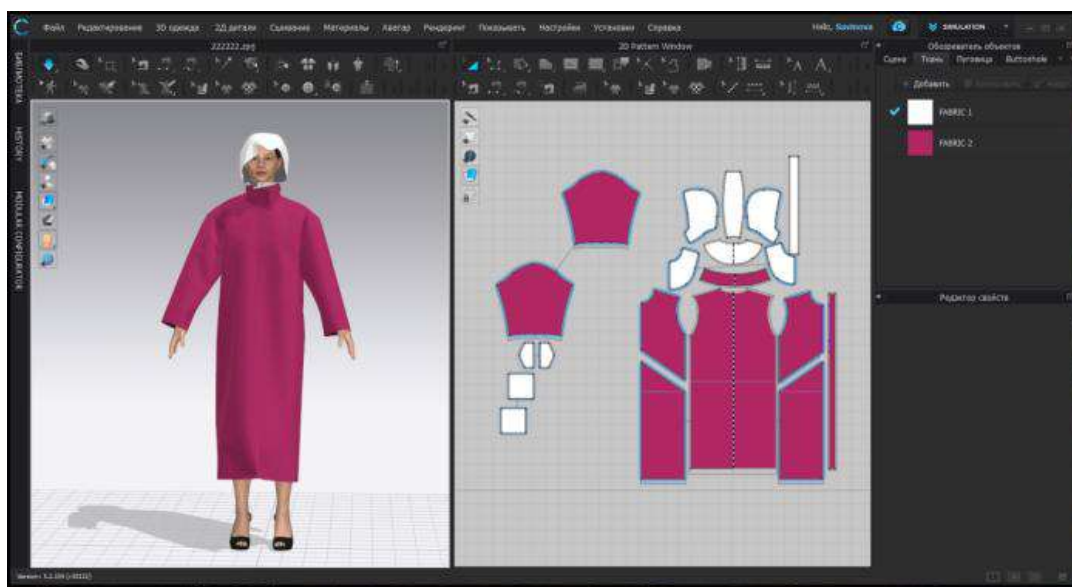 Файл Редактирование 3D одежда 2Д детали Сшивание Материалы Аватар Рендеринг Показывать Настройки Установки Справка Hello, Savinova SIMULATION
222222.zprj 2D Pattern Window Обозреватель объектов
Сцена Ткань Пуговица Buttonhole
Добавить
FABRIC 1
FABRIC 2
БИБЛИОТЕКА
HISTORY
MODULAR CONFIGURATOR
Редактор свойств